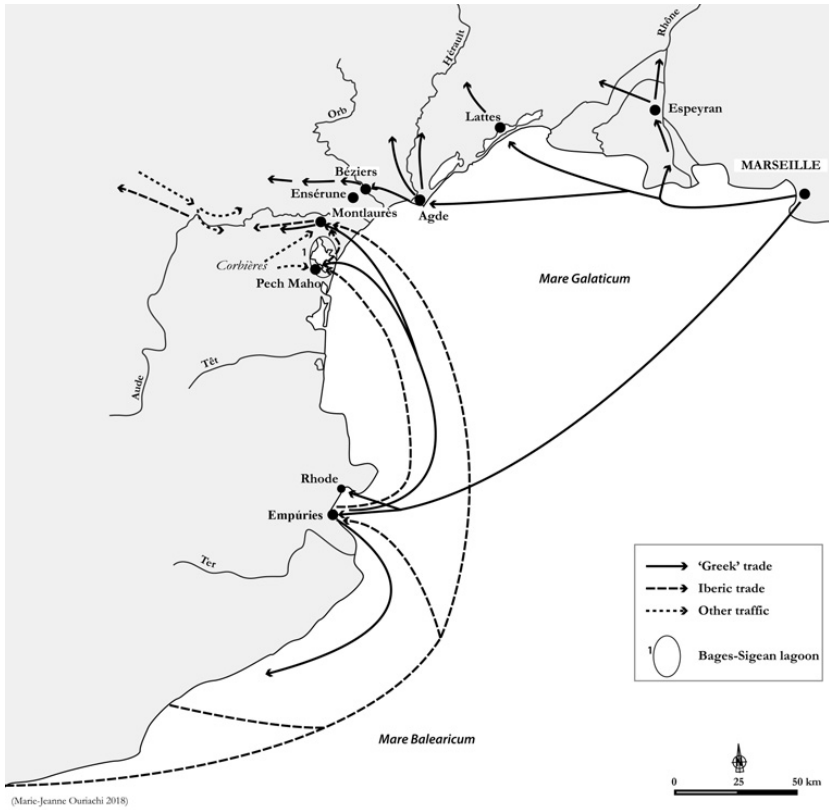 Rhône
Hérault
Orb
Espeyran
Lattes
MARSEILLE
Béziers
Ensérune
Agde
Montlaurès
1
Corbières
Pech Maho
Mare Galaticum
Aude
Têt
Rhode
Empúries
Ter
'Greek' trade
Iberic trade
Other traffic
1 Bages-Sigean lagoon
Mare Balearicum
N
0 25 50 km
(Marie-Jeanne Ouriachi 2018)